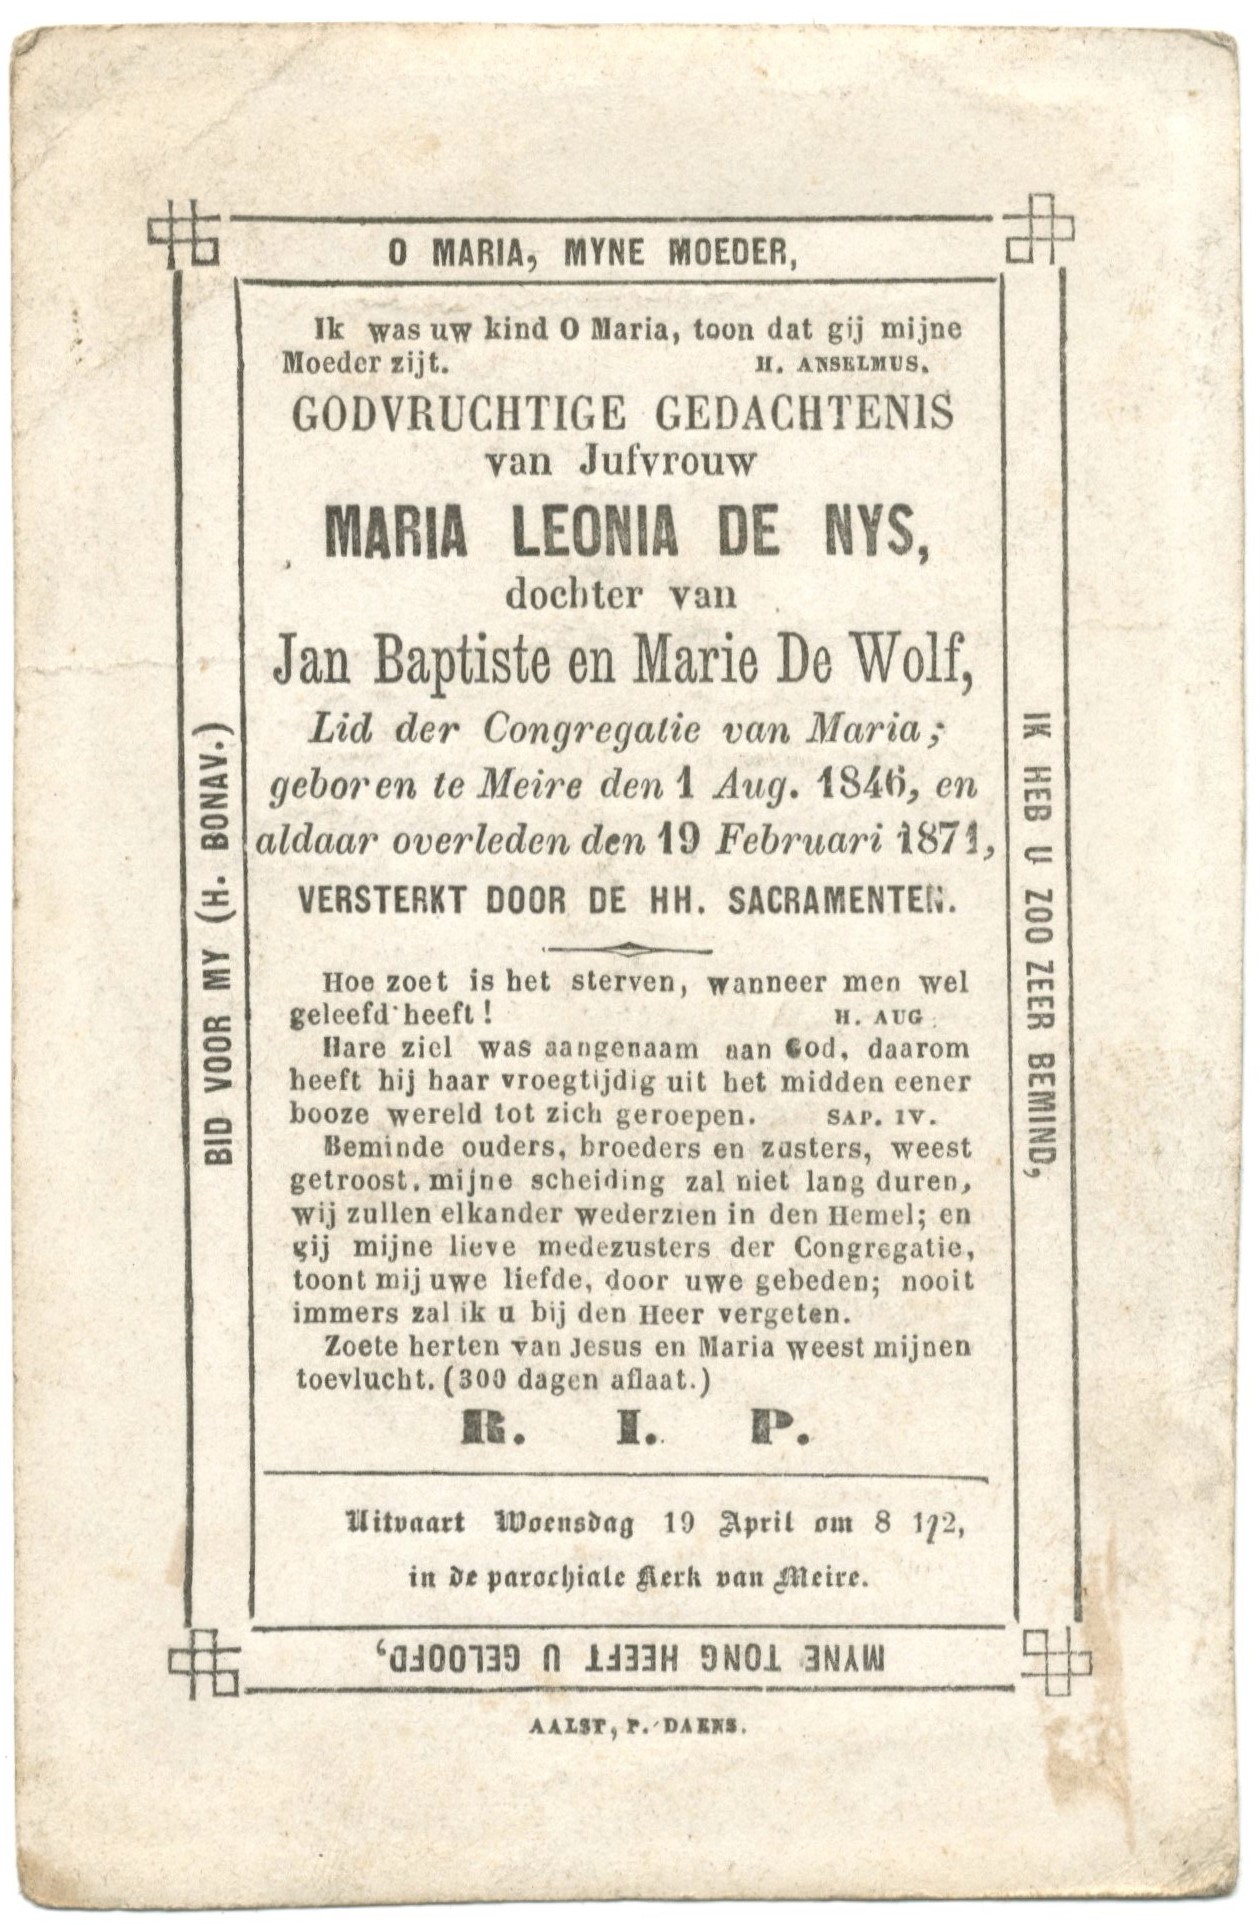 O MARIA, MYNE MOEDER,
Ik was uw kind O Maria, toon dat gij mijne
Moeder zijt. H. ANSELMUS.
GODVRUCHTIGE GEDACHTENIS
van Jufvrouw
MARIA LEONIA DE NYS,
dochter van
Jan Baptiste en Marie De Wolf,
Lid der Congregatie van Maria;
geboren te Meire den 1 Aug. 1846, en
aldaar overleden den 19 Februari 1871,
VERSTERKT DOOR DE HH. SACRAMENTEN.
Hoe zoet is het sterven, wanneer men wel
geleefd heeft! H. AUG.
Hare ziel was aangenaam aan God, daarom
heeft hij haar vroegtijdig uit het midden eener
booze wereld tot zich geroepen. SAP. IV.
Beminde ouders, broeders en zusters, weest
getroost, mijne scheiding zal niet lang duren,
wij zullen elkander wederzien in den Hemel; en
gij mijne lieve medezusters der Congregatie,
toont mij uwe liefde, door uwe gebeden; nooit
immers zal ik u bij den Heer vergeten.
Zoete herten van Jesus en Maria weest mijnen
toevlucht. (300 dagen aflaat.)
R. I. P.
Uitvaart Woensdag 19 April om 8 1/2,
in de parochiale Kerk van Meire.
IK HEB U ZOO ZEER BEMIND,
MYNE TONG HEEFT U GELOOFD,
BID VOOR MY (H. BONAV.)
AALST, P. DAENS.